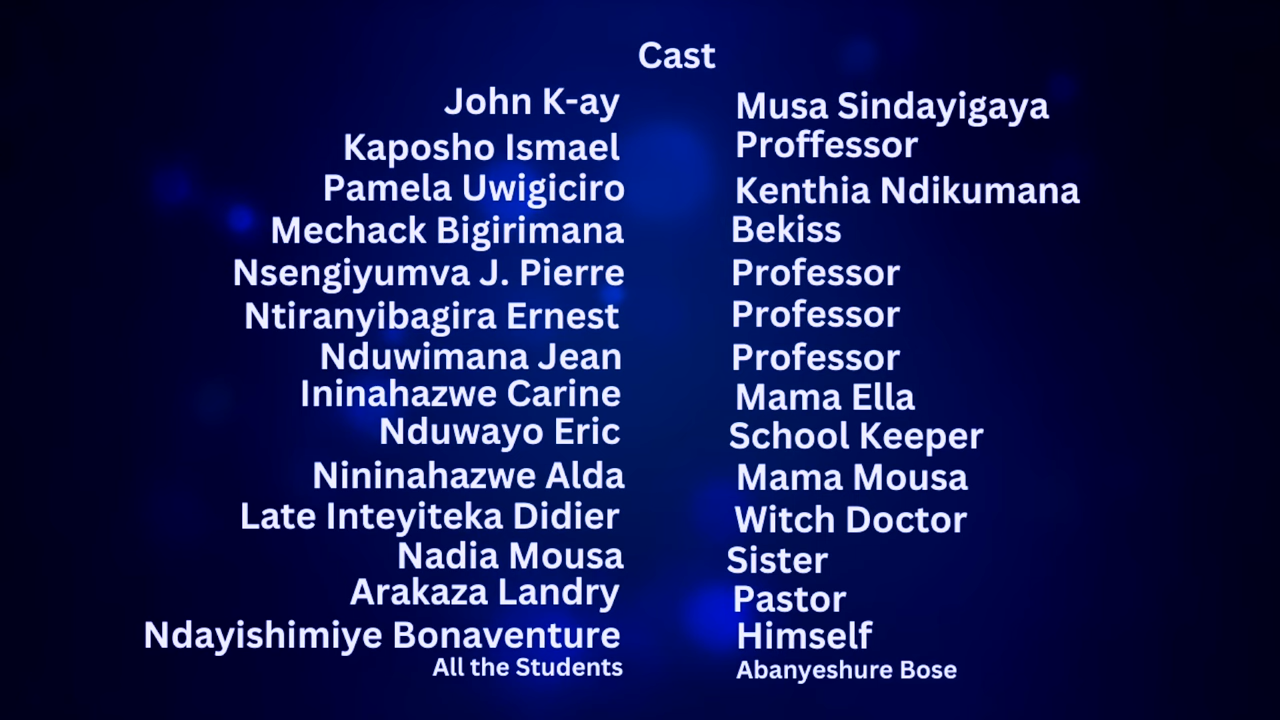 Cast
John K-ay Musa Sindayigaya
Kaposho Ismael Proffessor
Pamela Uwigiciro Kenthia Ndikumana
Mechack Bigirimana Bekiss
Nsengiyumva J. Pierre Professor
Ntiranyibagira Ernest Professor
Nduwimana Jean Professor
Ininahazwe Carine Mama Ella
Nduwayo Eric School Keeper
Nininahazwe Alda Mama Mousa
Late Inteyiteka Didier Witch Doctor
Nadia Mousa Sister
Arakaza Landry Pastor
Ndayishimiye Bonaventure Himself
All the Students Abanyeshure Bose